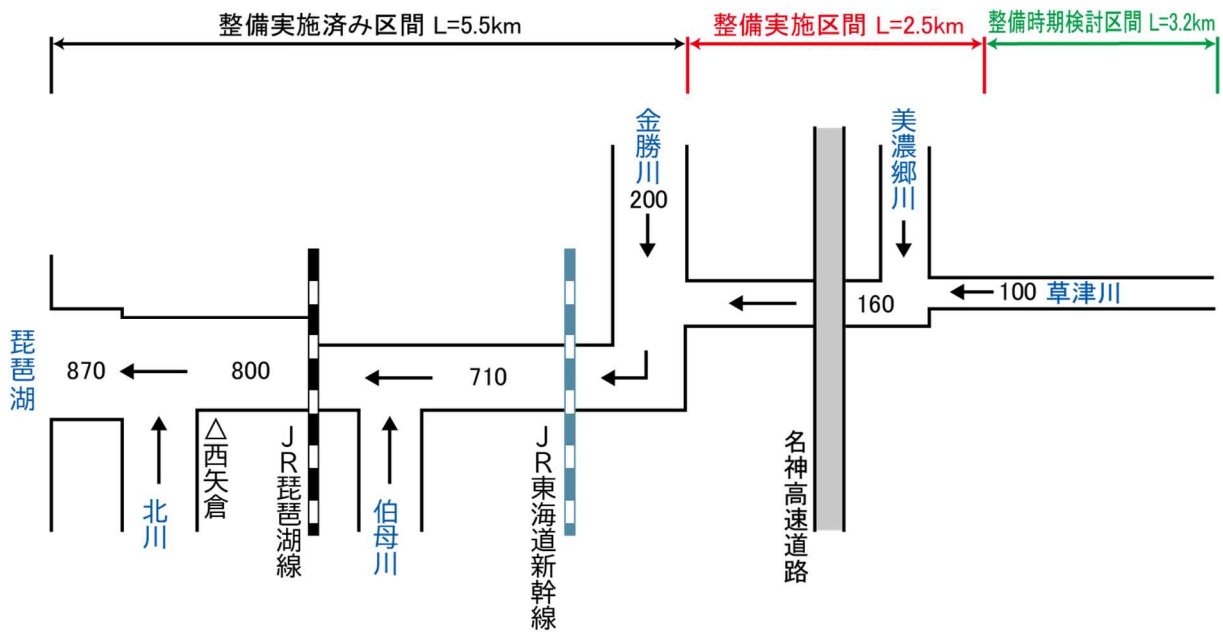 整備実施済み区間 L=5.5km
整備実施区間 L=2.5km
整備時期検討区間 L=3.2km
金勝川
200
美濃郷川
160
100 草津川
琵琶湖
870
800
710
北川
△西矢倉
JR琵琶湖線
伯母川
JR東海道新幹線
名神高速道路